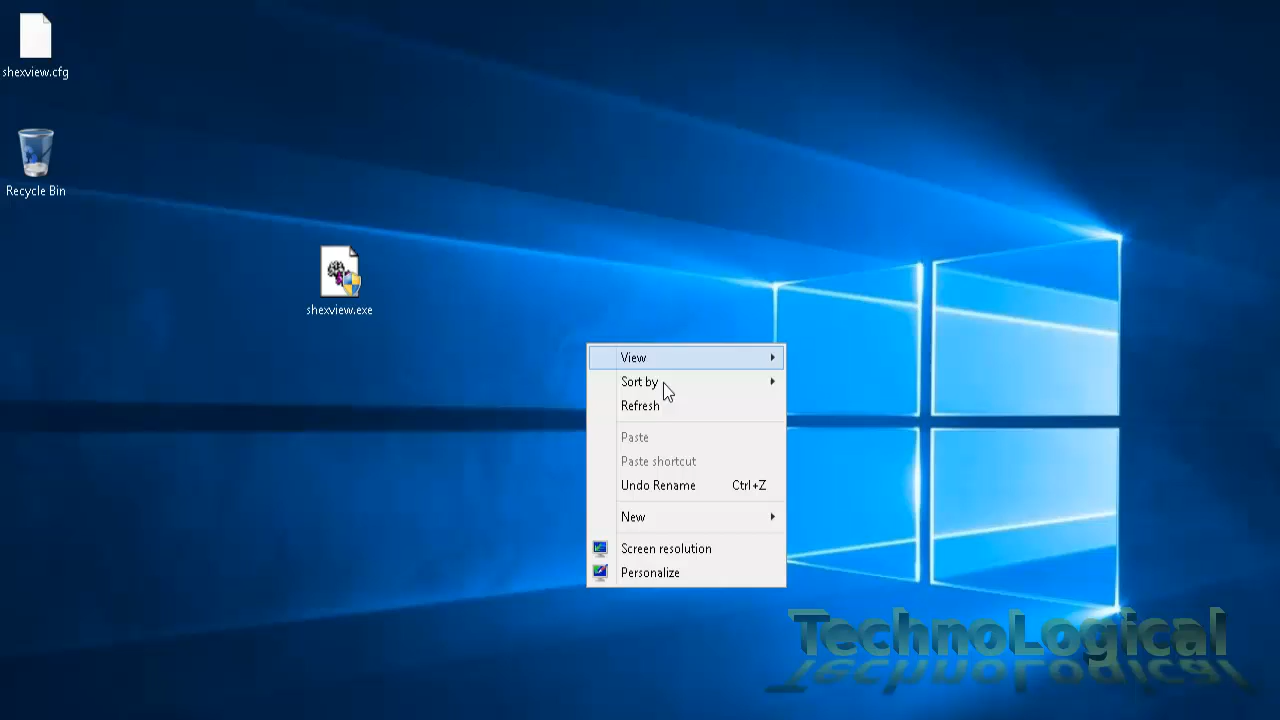 shexview.cfg
Recycle Bin
shexview.exe
View
Sort by
Refresh
Paste
Paste shortcut
Undo Rename Ctrl+Z
New
Screen resolution
Personalize
TechnoLogical